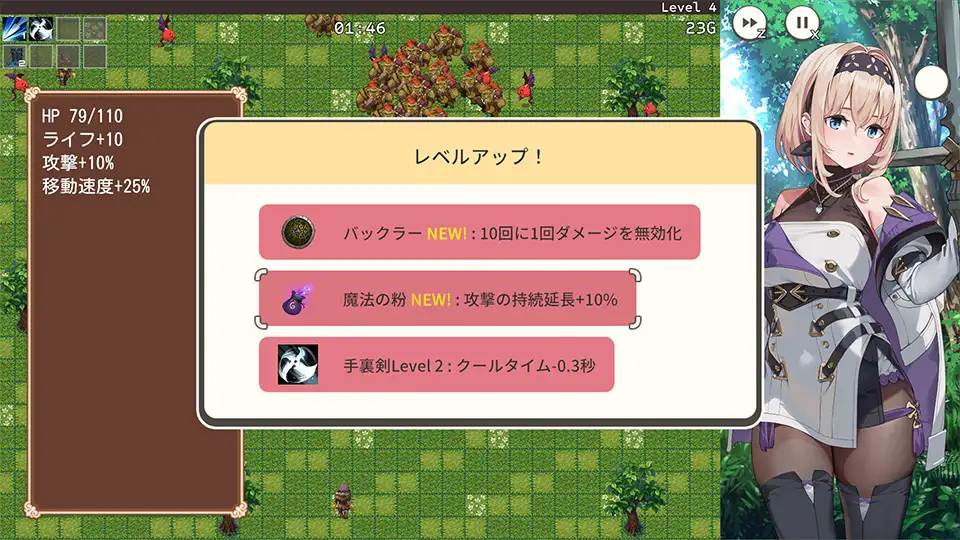 Level 4
01:46
23G
Z
X
2
HP 79/110
ライフ+10
攻撃+10%
移動速度+25%
レベルアップ！
バックラー NEW! : 10回に1回ダメージを無効化
魔法の粉 NEW! : 攻撃の持続延長+10%
手裏剣Level 2 : クールタイム-0.3秒